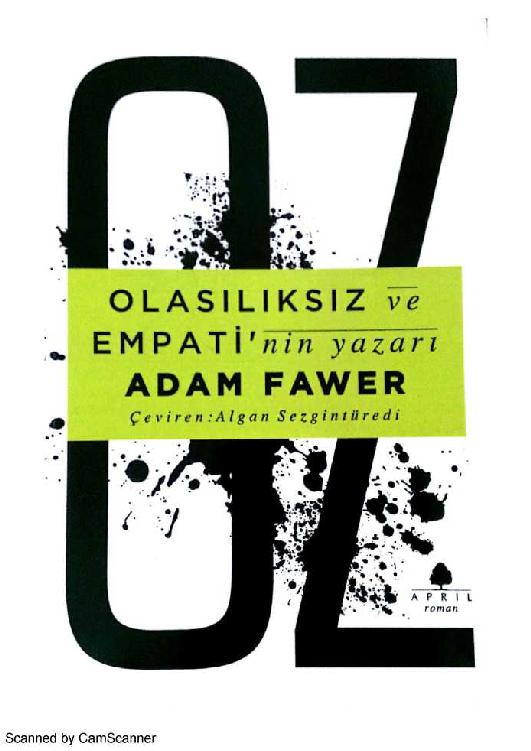 OZ
OLASILIKSIZ ve
EMPATİ'nin yazarı
ADAM FAWER
Çeviren:Algan Sezgintüredi
APRIL
roman
Scanned by CamScanner